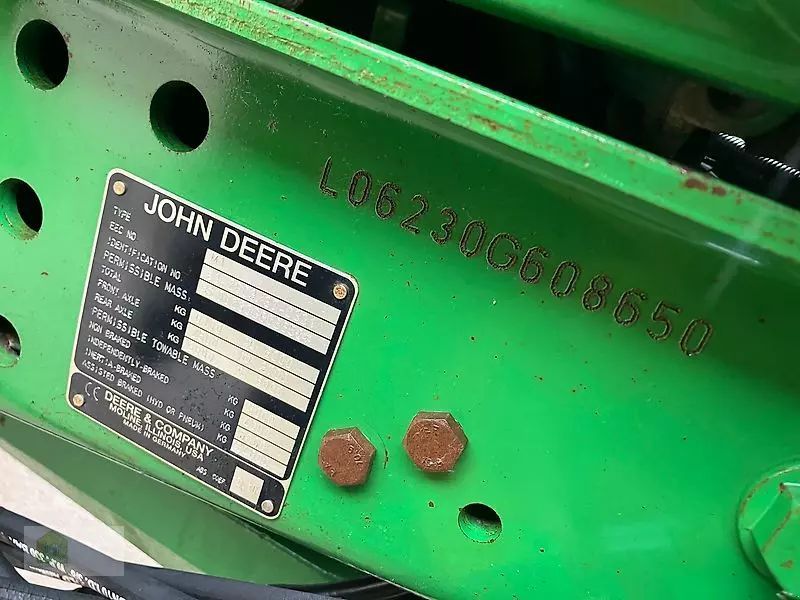 L06230G608650
JOHN DEERE
TYPE
EEC NO
IDENTIFICATION NO
PERMISSIBLE MASS:
TOTAL KG
FRONT AXLE KG
REAR AXLE KG
PERMISSIBLE TOWABLE MASS
NON BRAKED KG
INDEPENDENTLY-BRAKED KG
INERTIA-BRAKED KG
ASSISTED BRAKED (HYD OR PNEUM) KG
CE DEERE & COMPANY
MOLINE, ILLINOIS, USA
MADE IN GERMANY